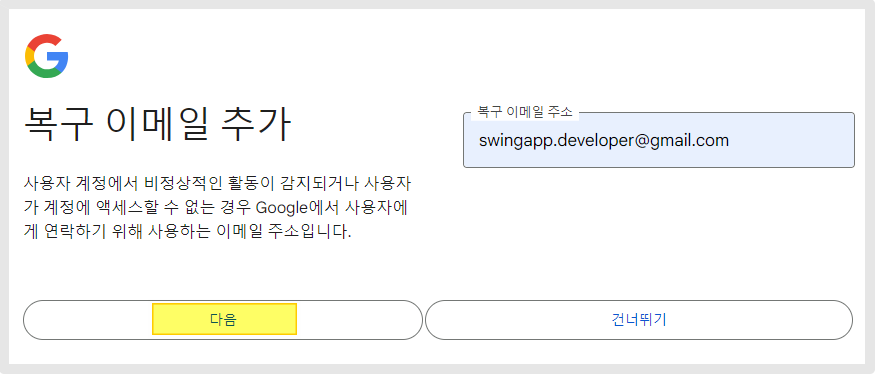 복구 이메일 추가
사용자 계정에서 비정상적인 활동이 감지되거나 사용자
가 계정에 액세스할 수 없는 경우 Google에서 사용자에
게 연락하기 위해 사용하는 이메일 주소입니다.
복구 이메일 주소
swingapp.developer@gmail.com
다음
건너뛰기